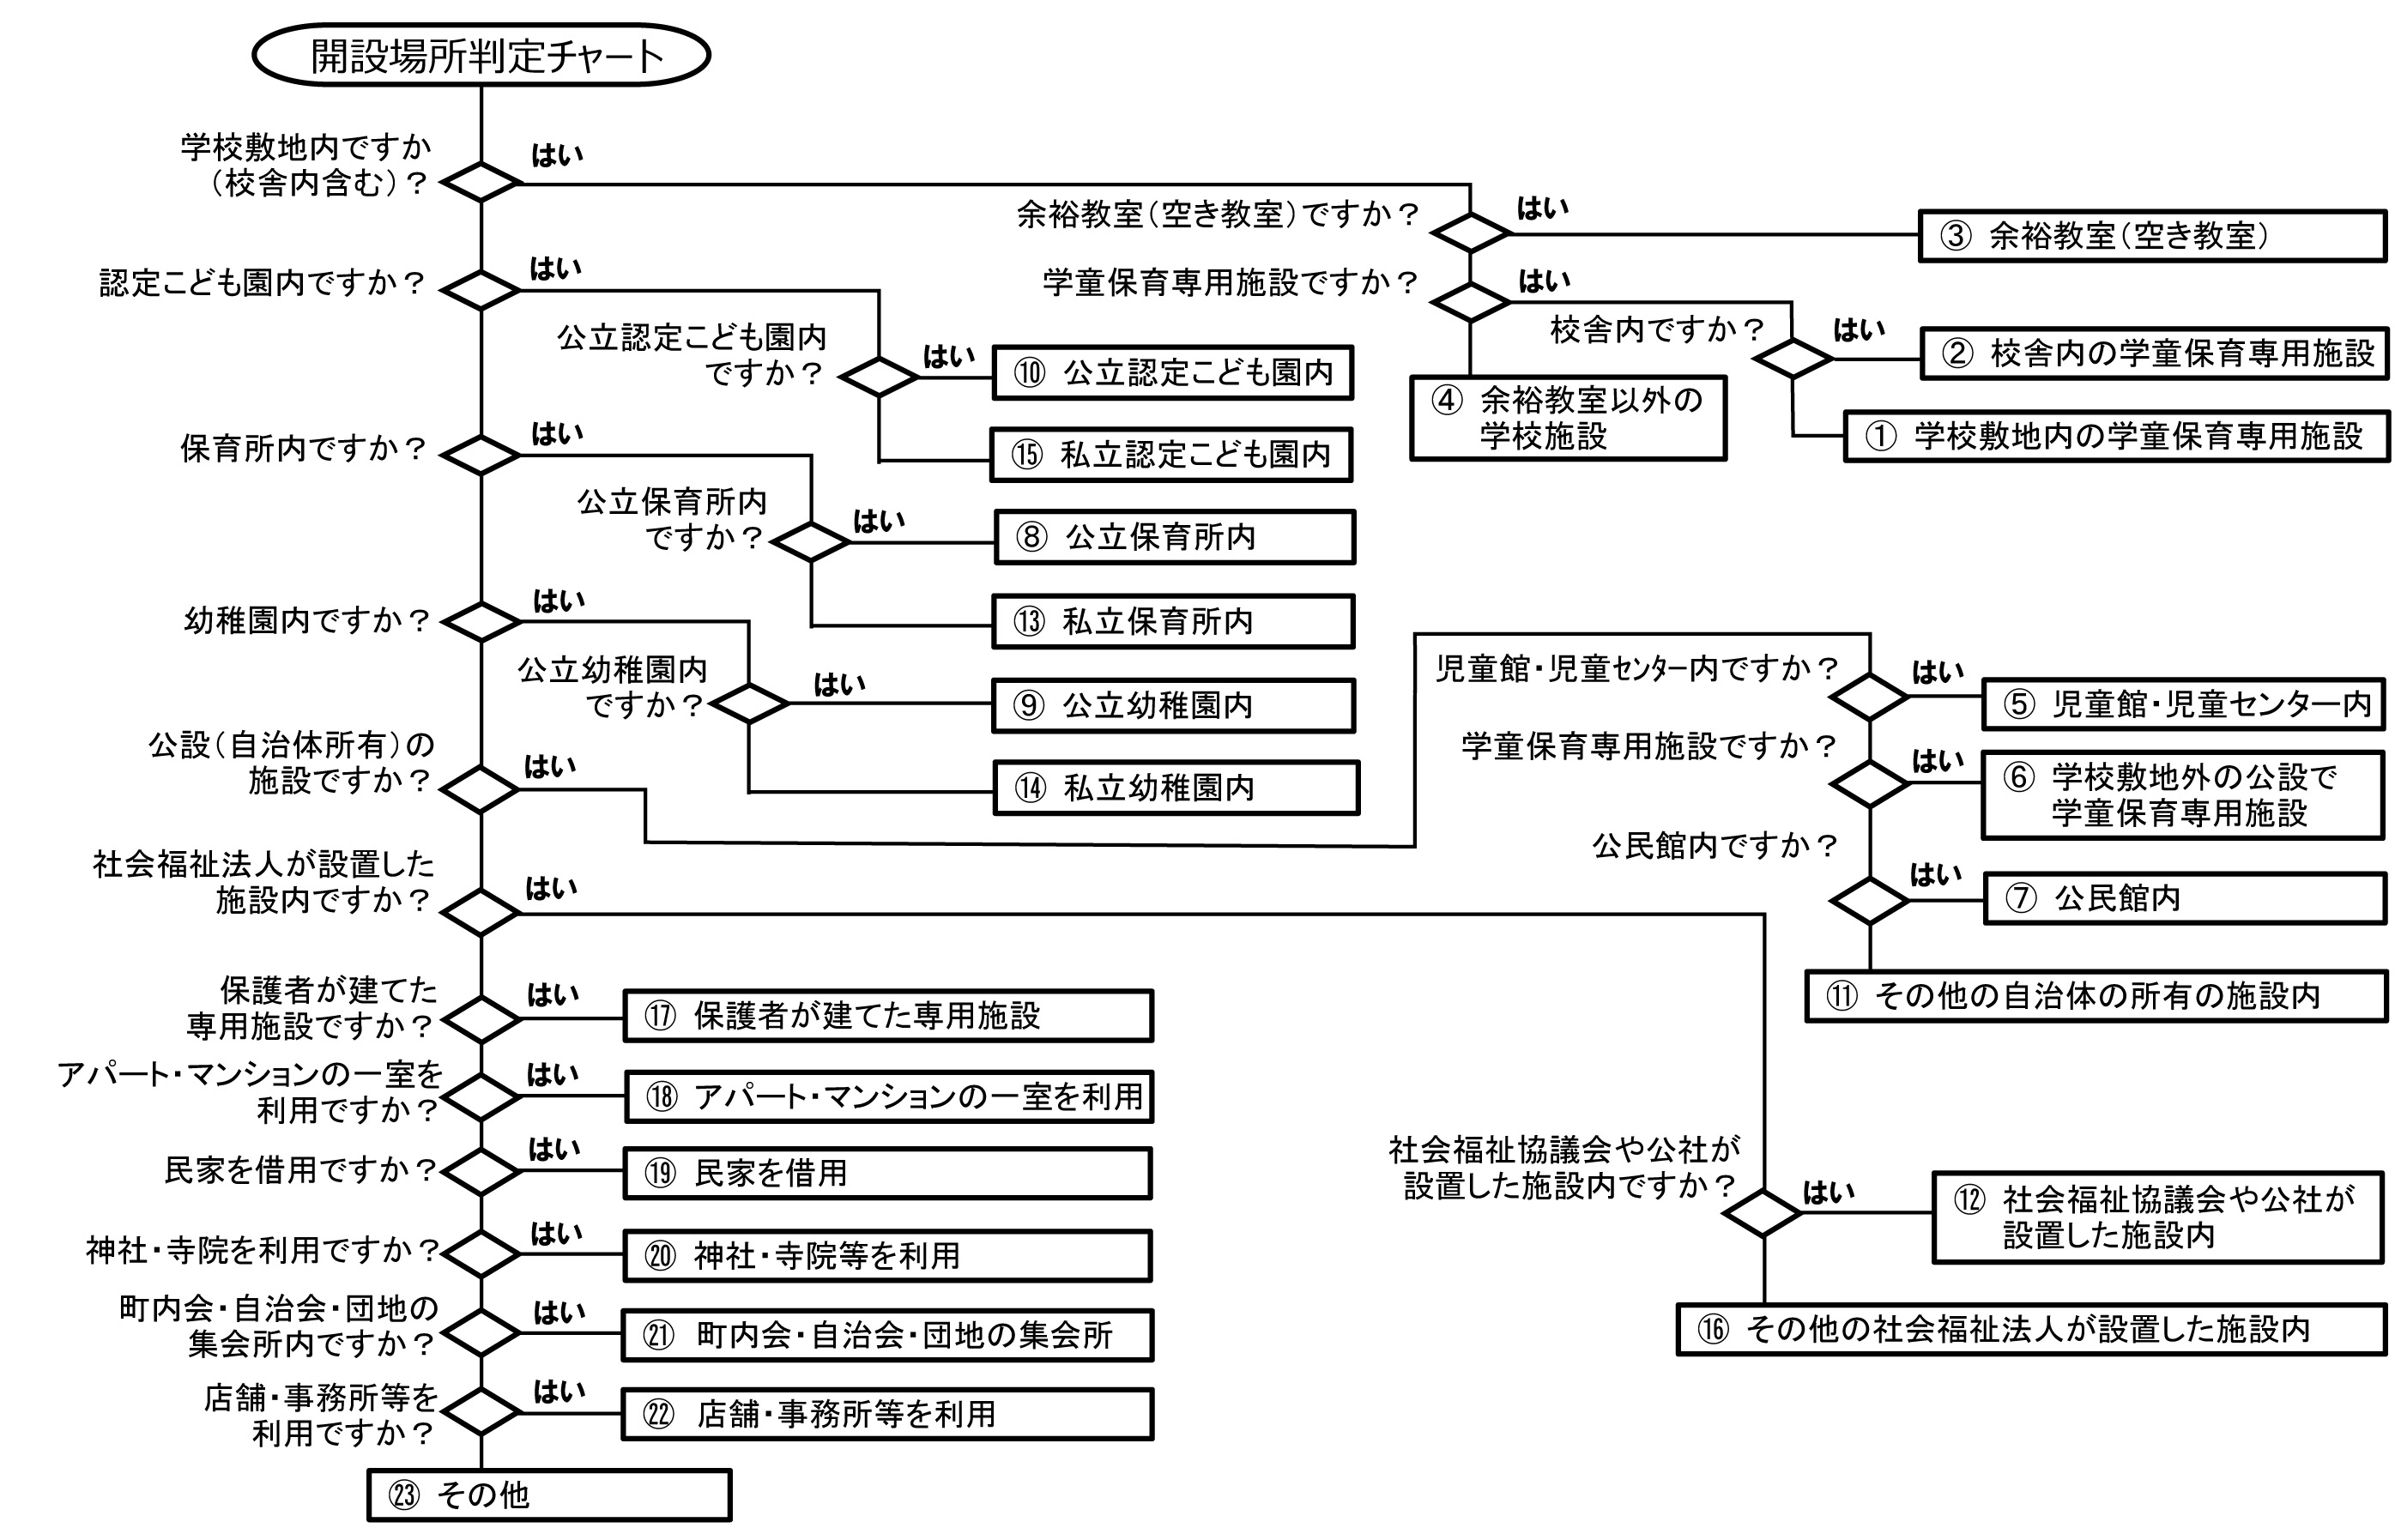 開設場所判定チャート
学校敷地内ですか
（校舎内含む）？
はい
余裕教室（空き教室）ですか？
はい
③ 余裕教室（空き教室）
学童保育専用施設ですか？
はい
校舎内ですか？
はい
② 校舎内の学童保育専用施設
① 学校敷地内の学童保育専用施設
④ 余裕教室以外の
学校施設
認定こども園内ですか？
はい
公立認定こども園内
ですか？
はい
⑩ 公立認定こども園内
⑮ 私立認定こども園内
保育所内ですか？
はい
公立保育所内
ですか？
はい
⑧ 公立保育所内
⑬ 私立保育所内
幼稚園内ですか？
はい
公立幼稚園内
ですか？
はい
⑨ 公立幼稚園内
⑭ 私立幼稚園内
公設（自治体所有）の
施設ですか？
はい
児童館・児童ｾﾝﾀｰ内ですか？
はい
⑤ 児童館・児童センター内
学童保育専用施設ですか？
はい
⑥ 学校敷地外の公設で
学童保育専用施設
公民館内ですか？
はい
⑦ 公民館内
⑪ その他の自治体の所有の施設内
社会福祉法人が設置した
施設内ですか？
はい
社会福祉協議会や公社が
設置した施設内ですか？
はい
⑫ 社会福祉協議会や公社が
設置した施設内
⑯ その他の社会福祉法人が設置した施設内
保護者が建てた
専用施設ですか？
はい
⑰ 保護者が建てた専用施設
アパート・マンションの一室を
利用ですか？
はい
⑱ アパート・マンションの一室を利用
民家を借用ですか？
はい
⑲ 民家を借用
神社・寺院を利用ですか？
はい
⑳ 神社・寺院等を利用
町内会・自治会・団地の
集会所内ですか？
はい
㉑ 町内会・自治会・団地の集会所
店舗・事務所等を
利用ですか？
はい
㉒ 店舗・事務所等を利用
㉓ その他